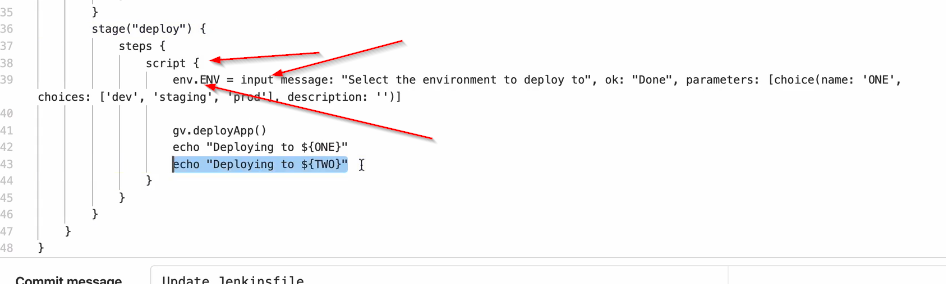 35 }
36 stage("deploy") {
37 steps {
38 script {
39 env.ENV = input message: "Select the environment to deploy to", ok: "Done", parameters: [choice(name: 'ONE',
choices: ['dev', 'staging', 'prod'], description: '')]
40
41 gv.deployApp()
42 echo "Deploying to ${ONE}"
43 echo "Deploying to ${TWO}"
44 }
45 }
46 }
47 }
48 }
Commit message
Update Jenkinsfile